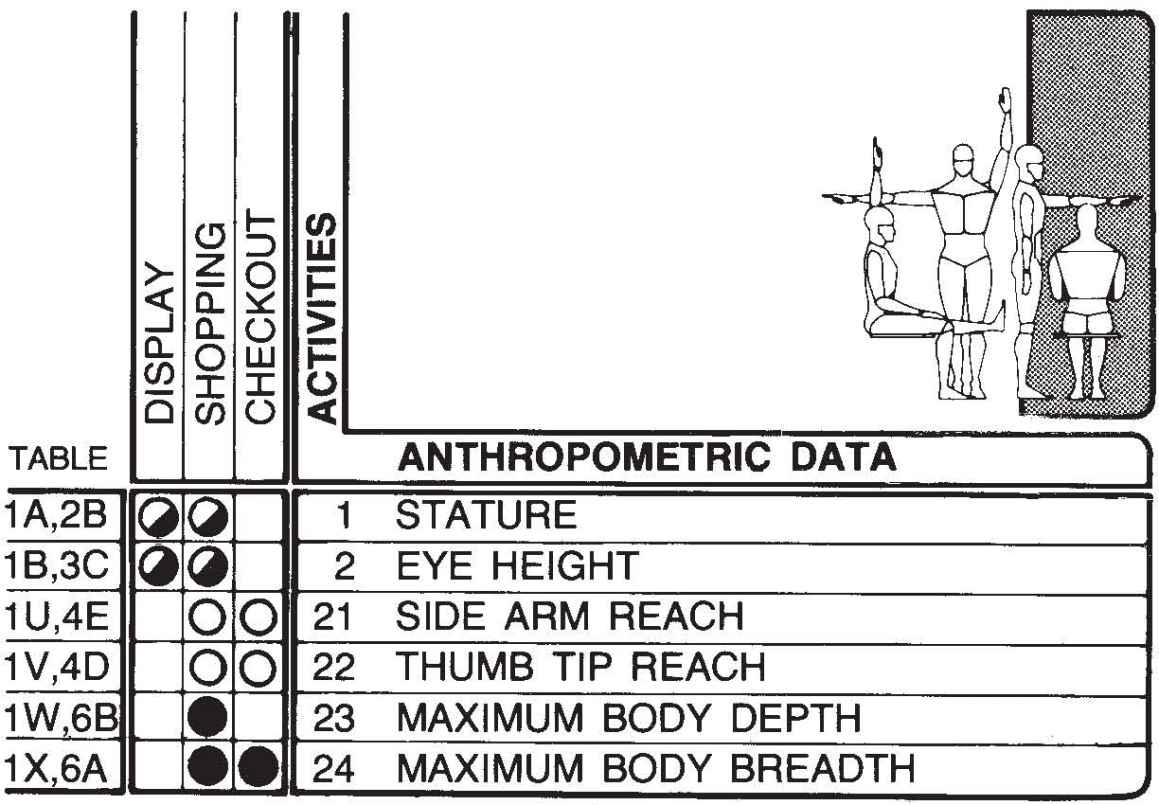 DISPLAY
SHOPPING
CHECKOUT
ACTIVITIES
TABLE ANTHROPOMETRIC DATA
1A,2B 1 STATURE
1B,3C 2 EYE HEIGHT
1U,4E 21 SIDE ARM REACH
1V,4D 22 THUMB TIP REACH
1W,6B 23 MAXIMUM BODY DEPTH
1X,6A 24 MAXIMUM BODY BREADTH